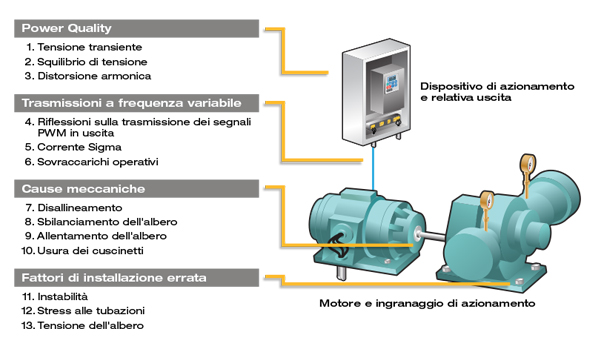 Power Quality
1. Tensione transiente
2. Squilibrio di tensione
3. Distorsione armonica
Trasmissioni a frequenza variabile
4. Riflessioni sulla trasmissione dei segnali
PWM in uscita
5. Corrente Sigma
6. Sovraccarichi operativi
Cause meccaniche
7. Disallineamento
8. Sbilanciamento dell'albero
9. Allentamento dell'albero
10. Usura dei cuscinetti
Fattori di installazione errata
11. Instabilità
12. Stress alle tubazioni
13. Tensione dell'albero
Dispositivo di azionamento
e relativa uscita
Motore e ingranaggio di azionamento